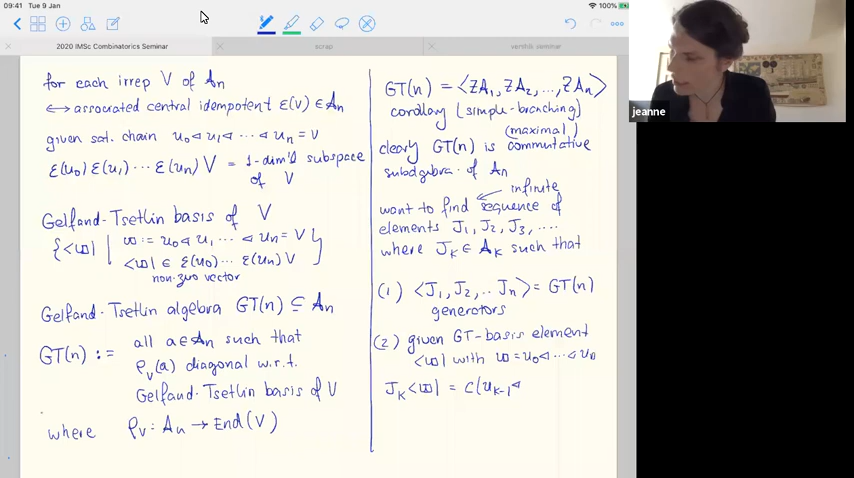 09:41 Tue 9 Jan
100%
2020 IMSc Combinatorics Seminar
scrap
jeanne
for each irrep V of An
↔ associated central idempotent ε(V) ∈ An
given sat. chain u0 ◁ u1 ◁ ⋯ ◁ un = V
ε(u0) ε(u1) ⋯ ε(un) V = 1-dim'l subspace
of V
Gelfand-Tsetlin basis of V
{ <𝔴| | 𝔴 := u0 ◁ u1 ⋯ ◁ un = V
<𝔴| ∈ ε(u0) ⋯ ε(un) V }
non-zero vector
Gelfand-Tsetlin algebra GT(n) ⊆ An
GT(n) := all a ∈ An such that
ρV(a) diagonal w.r.t.
Gelfand-Tsetlin basis of V
where ρV : An → End(V)
GT(n) = <ZA1, ZA2, ..., ZAn>
corollary (simple-branching)
(maximal)
clearly GT(n) is commutative
subalgebra of An
infinite
want to find sequence of
elements J1, J2, J3, ....
where JK ∈ AK such that
(1) <J1, J2, .. Jn> = GT(n)
generators
(2) given GT-basis element
<𝔴| with 𝔴 = u0 ◁ ⋯ ◁ un
JK <𝔴| = c(uk-1 ◁